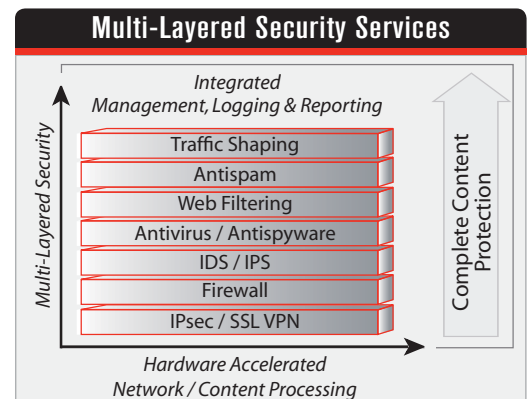 Multi-Layered Security Services
Integrated
Management, Logging & Reporting
Multi-Layered Security
Traffic Shaping
Antispam
Web Filtering
Antivirus / Antispyware
IDS / IPS
Firewall
IPsec / SSL VPN
Complete Content
Protection
Hardware Accelerated
Network / Content Processing